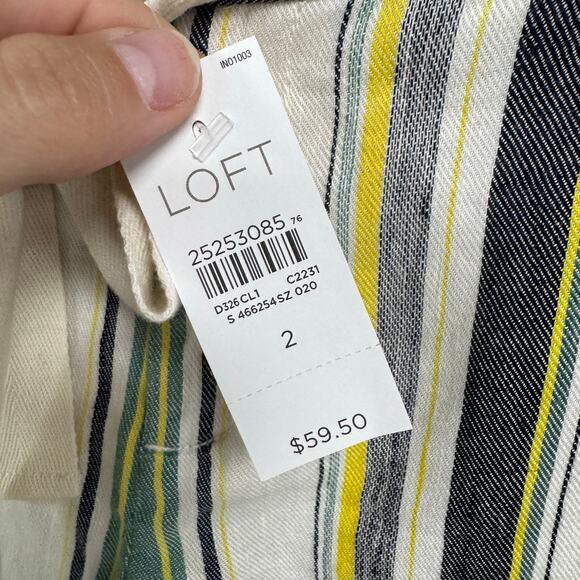 IN01003
LOFT
25253085 76
D326CL1 C2231
S 466254SZ 020
2
$59.50